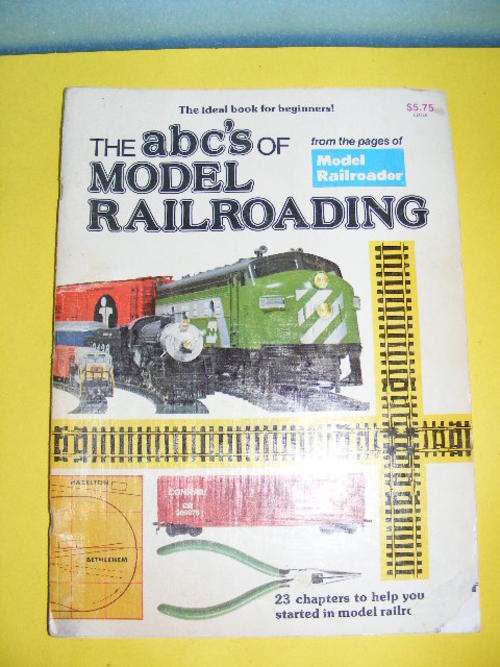 The ideal book for beginners!
$5.75
THE abc's OF
from the pages of
Model
Railroader
MODEL
RAILROADING
HAZELTON
BETHLEHEM
CONRAIL
23 chapters to help you
started in model railro